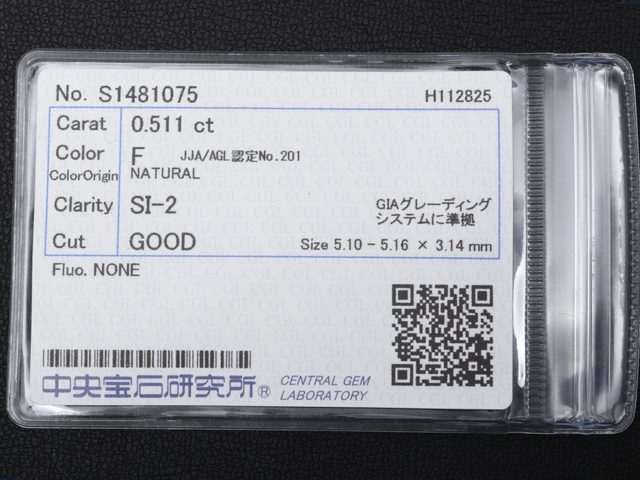 No. S1481075 H112825
Carat 0.511 ct
Color F JJA/AGL認定No.201
ColorOrigin NATURAL
Clarity SI-2 GIAグレーディング
システムに準拠
Cut GOOD Size 5.10 - 5.16 × 3.14 mm
Fluo. NONE
中央宝石研究所® CENTRAL GEM
LABORATORY